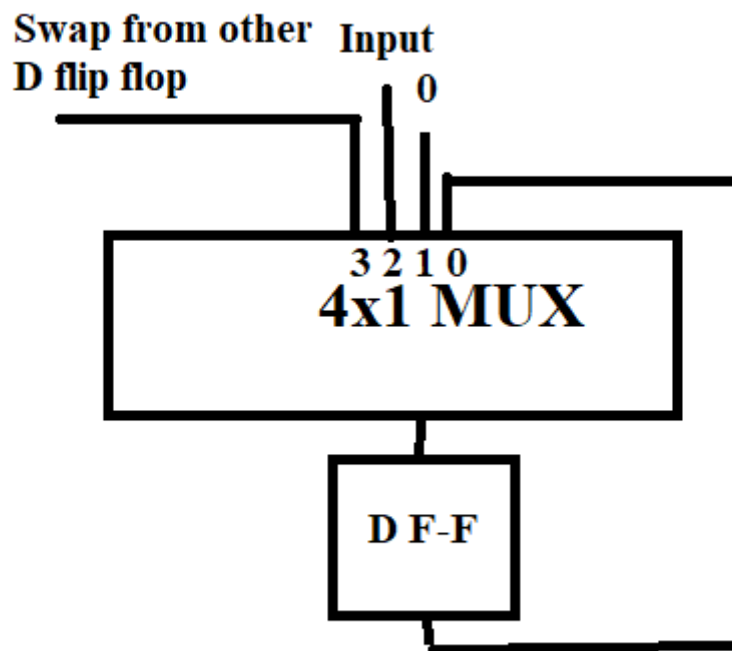 Swap from other
D flip flop
Input
0
3 2 1 0
4x1 MUX
D F-F